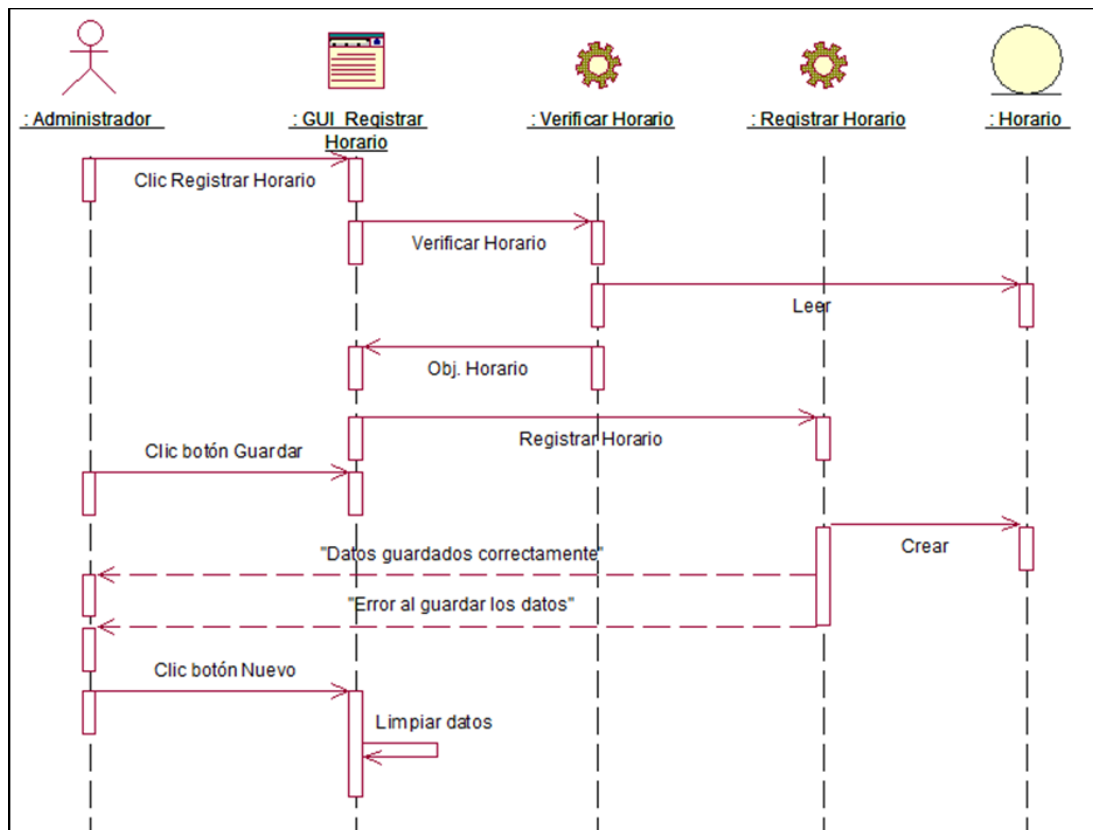 : Administrador
: GUI_Registrar
Horario
: Verificar Horario
: Registrar Horario
: Horario
Clic Registrar Horario
Verificar Horario
Leer
Obj. Horario
Registrar Horario
Clic botón Guardar
Crear
"Datos guardados correctamente"
"Error al guardar los datos"
Clic botón Nuevo
Limpiar datos